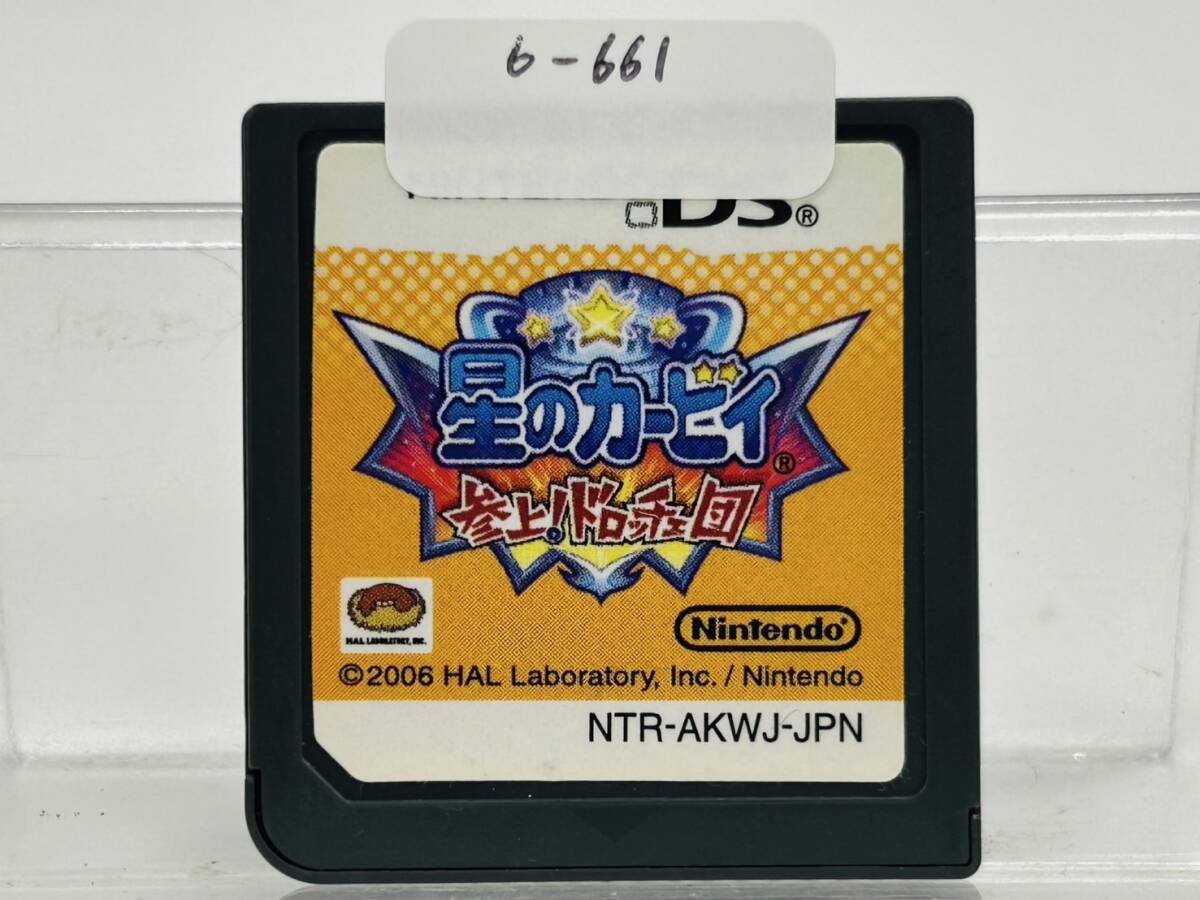 6-661
DS®
星のカービィ®
参上!ドロッチェ団
HAL LABORATORY, INC.
Nintendo®
©2006 HAL Laboratory, Inc. / Nintendo
NTR-AKWJ-JPN